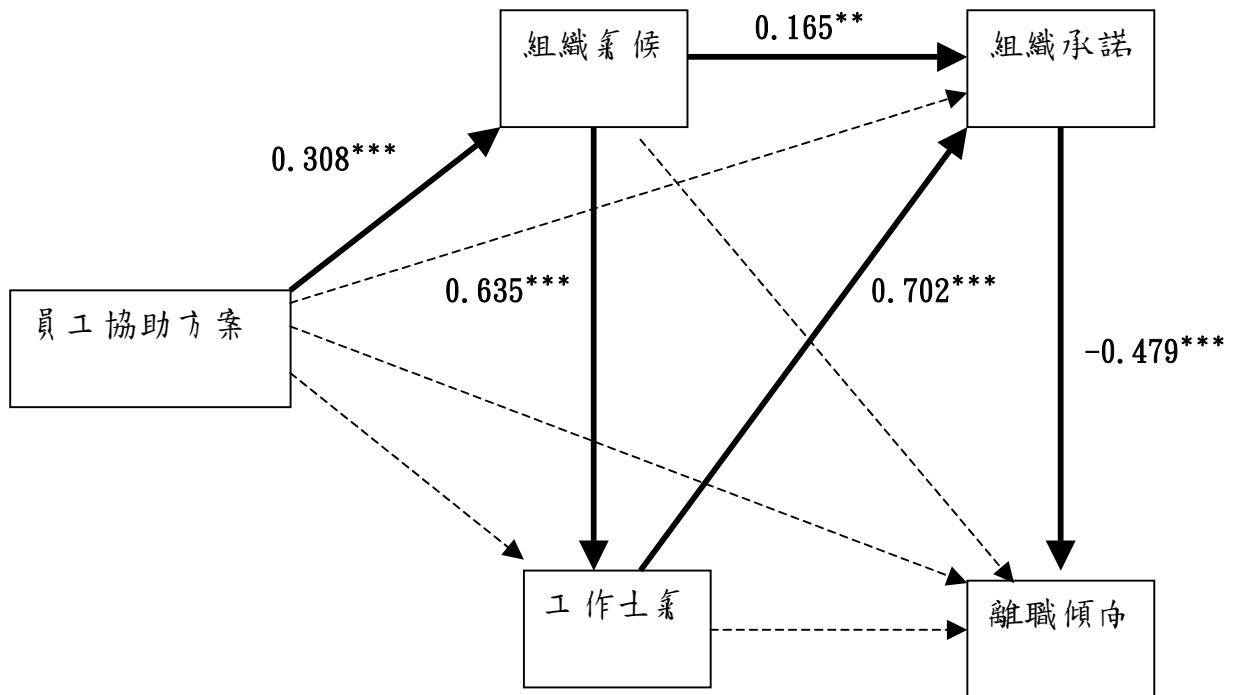 0.165**
組織氣候
組織承諾
0.308***
0.635***
0.702***
員工協助方案
-0.479***
工作士氣
離職傾向